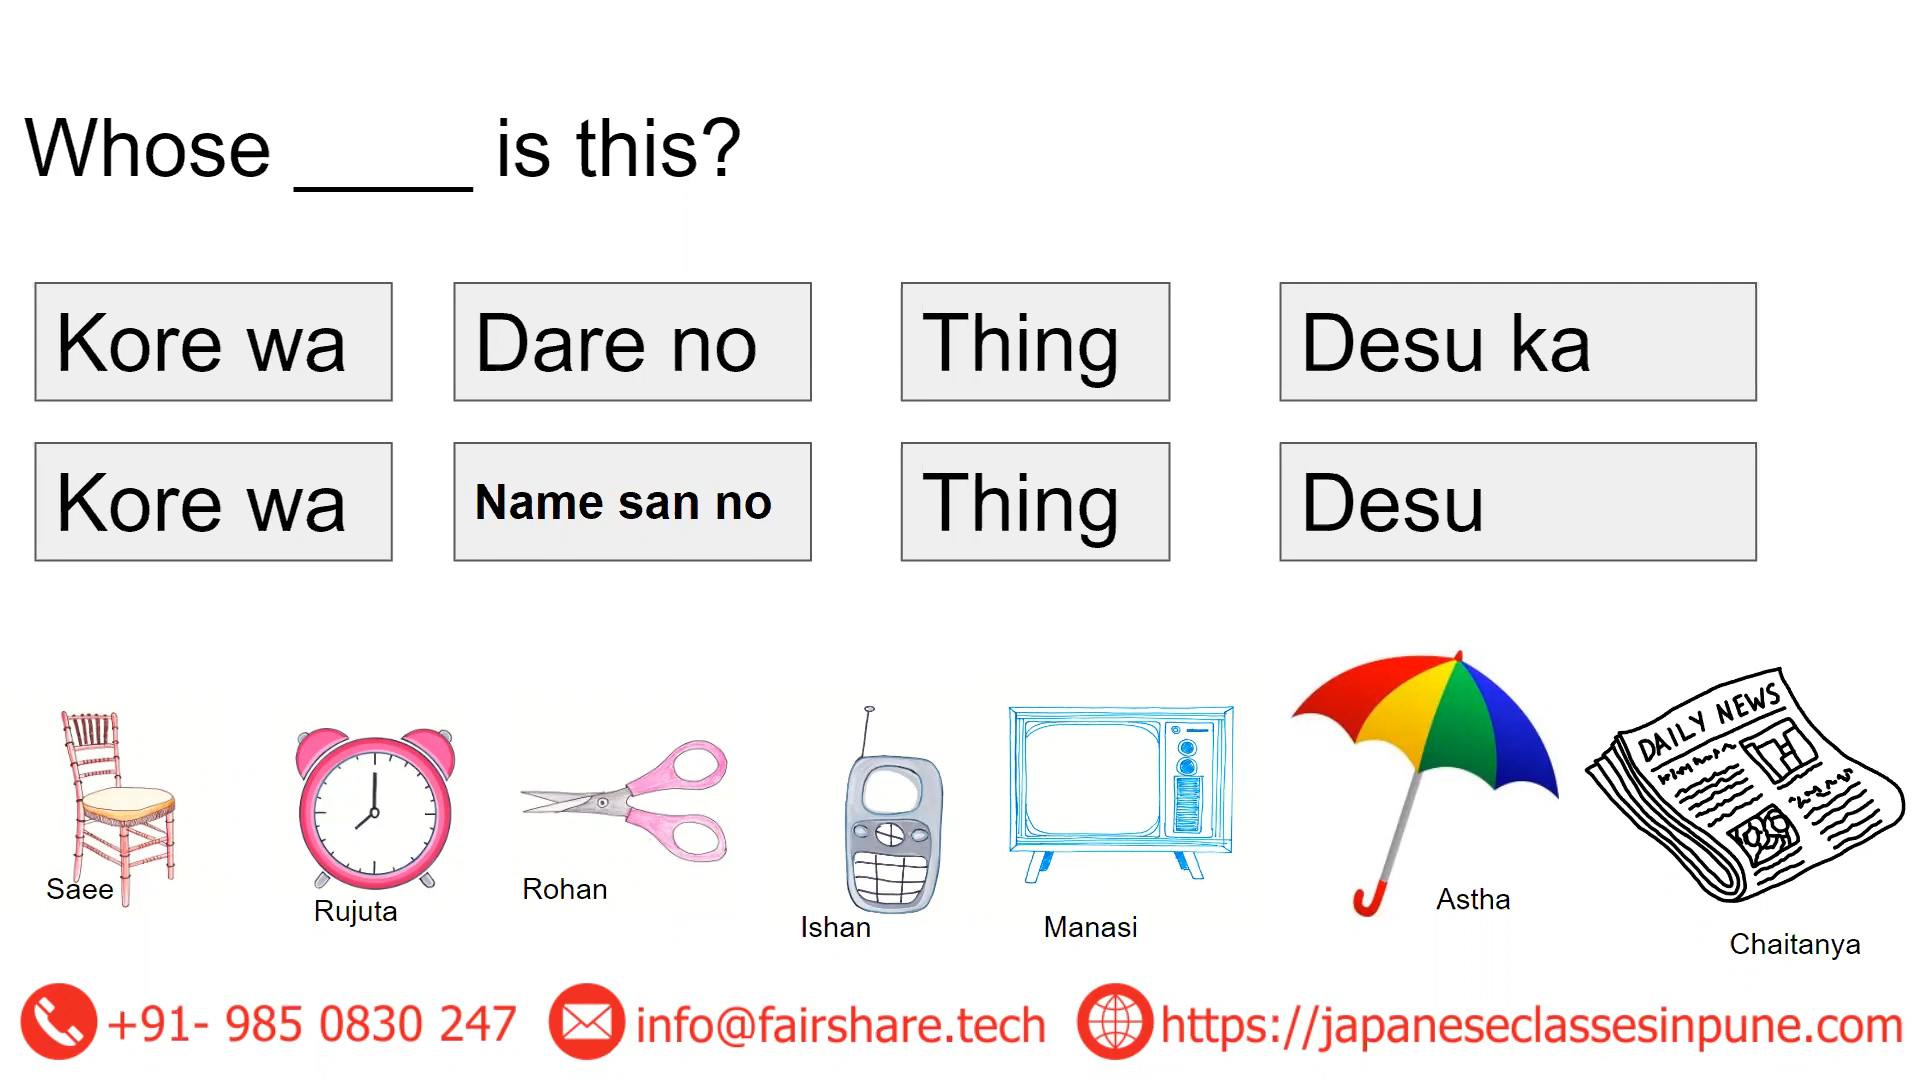 Whose ____ is this?
Kore wa Dare no Thing Desu ka
Kore wa Name san no Thing Desu
DAILY NEWS
Saee Rujuta Rohan Ishan Manasi Astha Chaitanya
+91- 985 0830 247 info@fairshare.tech https://japaneseclassesinpune.com